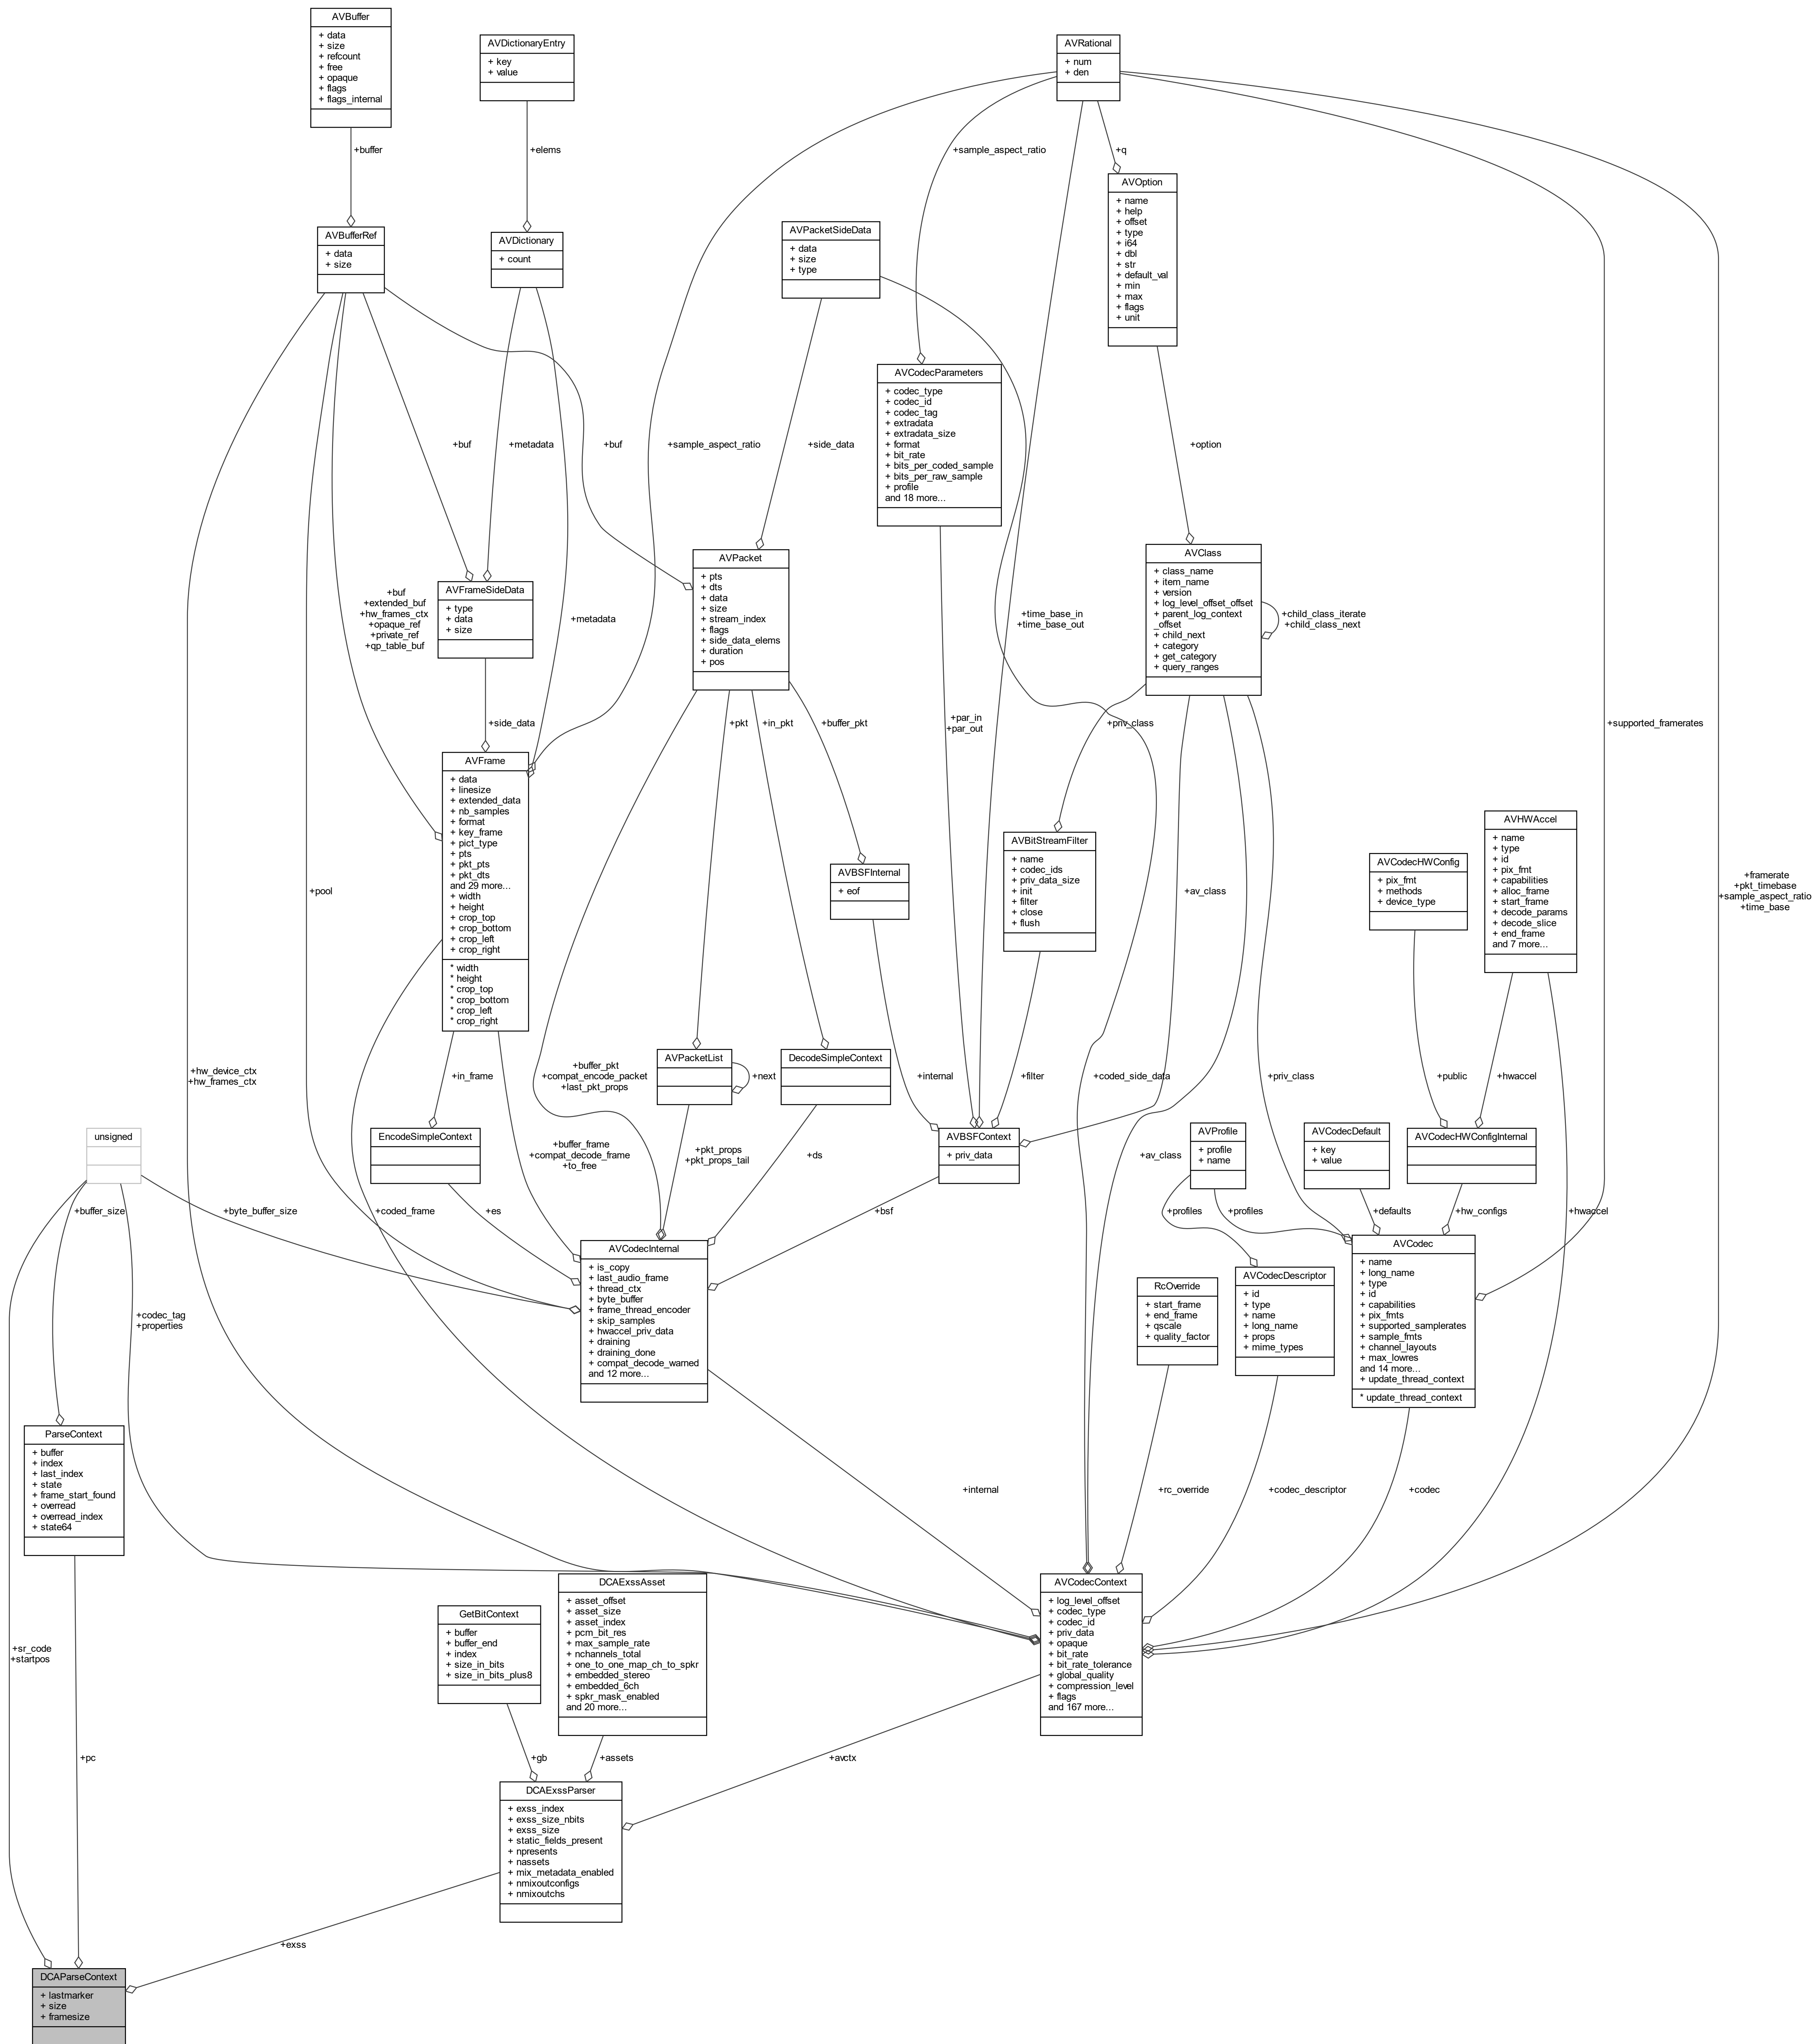 AVBuffer
+ data
+ size
+ refcount
+ free
+ opaque
+ flags
+ flags_internal
AVDictionaryEntry
+ key
+ value
AVRational
+ num
+ den
+buffer
+elems
+sample_aspect_ratio
+q
AVOption
+ name
+ help
+ offset
+ type
+ i64
+ dbl
+ str
+ default_val
+ min
+ max
+ flags
+ unit
AVBufferRef
+ data
+ size
AVDictionary
+ count
AVPacketSideData
+ data
+ size
+ type
AVCodecParameters
+ codec_type
+ codec_id
+ codec_tag
+ extradata
+ extradata_size
+ format
+ bit_rate
+ bits_per_coded_sample
+ bits_per_raw_sample
+ profile
and 18 more...
+buf
+metadata
+buf
+sample_aspect_ratio
+side_data
+option
AVPacket
+ pts
+ dts
+ data
+ size
+ stream_index
+ flags
+ side_data_elems
+ duration
+ pos
AVClass
+ class_name
+ item_name
+ version
+ log_level_offset_offset
+ parent_log_context
_offset
+ child_next
+ category
+ get_category
+ query_ranges
+child_class_iterate
+child_class_next
AVFrameSideData
+ type
+ data
+ size
+buf
+extended_buf
+hw_frames_ctx
+opaque_ref
+private_ref
+qp_table_buf
+metadata
+time_base_in
+time_base_out
+side_data
+pkt
+in_pkt
+buffer_pkt
+par_in
+par_out
+priv_class
+supported_framerates
AVFrame
+ data
+ linesize
+ extended_data
+ nb_samples
+ format
+ key_frame
+ pict_type
+ pts
+ pkt_pts
+ pkt_dts
and 29 more...
+ width
+ height
+ crop_top
+ crop_bottom
+ crop_left
+ crop_right
* width
* height
* crop_top
* crop_bottom
* crop_left
* crop_right
AVBSFInternal
+ eof
AVBitStreamFilter
+ name
+ codec_ids
+ priv_data_size
+ init
+ filter
+ close
+ flush
AVCodecHWConfig
+ pix_fmt
+ methods
+ device_type
AVHWAccel
+ name
+ type
+ id
+ pix_fmt
+ capabilities
+ alloc_frame
+ start_frame
+ decode_params
+ decode_slice
+ end_frame
and 7 more...
+pool
+av_class
+framerate
+pkt_timebase
+sample_aspect_ratio
+time_base
+hw_device_ctx
+hw_frames_ctx
+in_frame
+buffer_pkt
+compat_encode_packet
+last_pkt_props
AVPacketList
+next
DecodeSimpleContext
+internal
+filter
+coded_side_data
+priv_class
+public
+hwaccel
unsigned
EncodeSimpleContext
+buffer_frame
+compat_decode_frame
+to_free
+pkt_props
+pkt_props_tail
+ds
AVBSFContext
+ priv_data
+av_class
AVProfile
+ profile
+ name
AVCodecDefault
+ key
+ value
AVCodecHWConfigInternal
+buffer_size
+byte_buffer_size
+coded_frame
+es
+bsf
+profiles
+profiles
+defaults
+hw_configs
+hwaccel
AVCodecInternal
+ is_copy
+ last_audio_frame
+ thread_ctx
+ byte_buffer
+ frame_thread_encoder
+ skip_samples
+ hwaccel_priv_data
+ draining
+ draining_done
+ compat_decode_warned
and 12 more...
RcOverride
+ start_frame
+ end_frame
+ qscale
+ quality_factor
AVCodecDescriptor
+ id
+ type
+ name
+ long_name
+ props
+ mime_types
AVCodec
+ name
+ long_name
+ type
+ id
+ capabilities
+ pix_fmts
+ supported_samplerates
+ sample_fmts
+ channel_layouts
+ max_lowres
and 14 more...
+ update_thread_context
* update_thread_context
+codec_tag
+properties
ParseContext
+ buffer
+ index
+ last_index
+ state
+ frame_start_found
+ overread
+ overread_index
+ state64
+internal
+rc_override
+codec_descriptor
+codec
+sr_code
+startpos
GetBitContext
+ buffer
+ buffer_end
+ index
+ size_in_bits
+ size_in_bits_plus8
DCAExssAsset
+ asset_offset
+ asset_size
+ asset_index
+ pcm_bit_res
+ max_sample_rate
+ nchannels_total
+ one_to_one_map_ch_to_spkr
+ embedded_stereo
+ embedded_6ch
+ spkr_mask_enabled
and 20 more...
AVCodecContext
+ log_level_offset
+ codec_type
+ codec_id
+ priv_data
+ opaque
+ bit_rate
+ bit_rate_tolerance
+ global_quality
+ compression_level
+ flags
and 167 more...
+pc
+gb
+assets
+avctx
DCAExssParser
+ exss_index
+ exss_size_nbits
+ exss_size
+ static_fields_present
+ npresents
+ nassets
+ mix_metadata_enabled
+ nmixoutconfigs
+ nmixoutchs
+exss
DCAParseContext
+ lastmarker
+ size
+ framesize